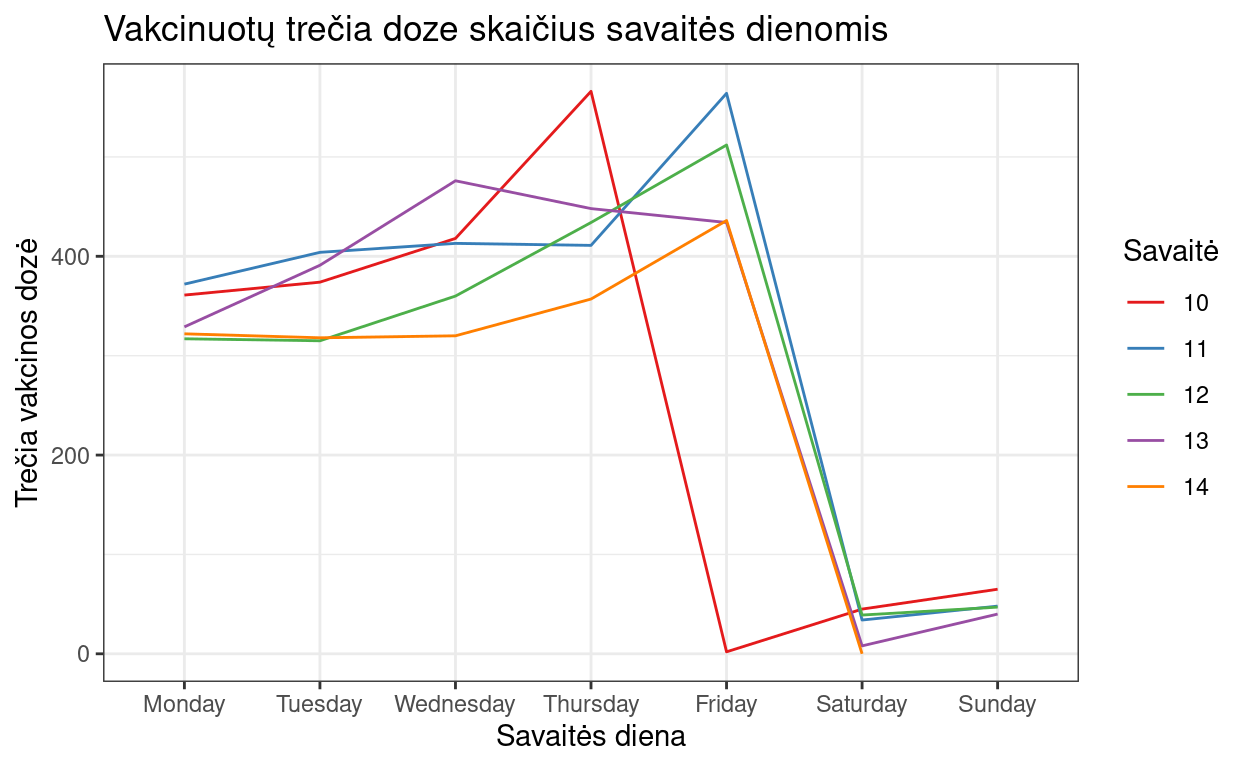 Vakcinuotų trečia doze skaičius savaitės dienomis
Trečia vakcinos dozė
400
200
0
Monday Tuesday Wednesday Thursday Friday Saturday Sunday
Savaitės diena
Savaitė
10
11
12
13
14